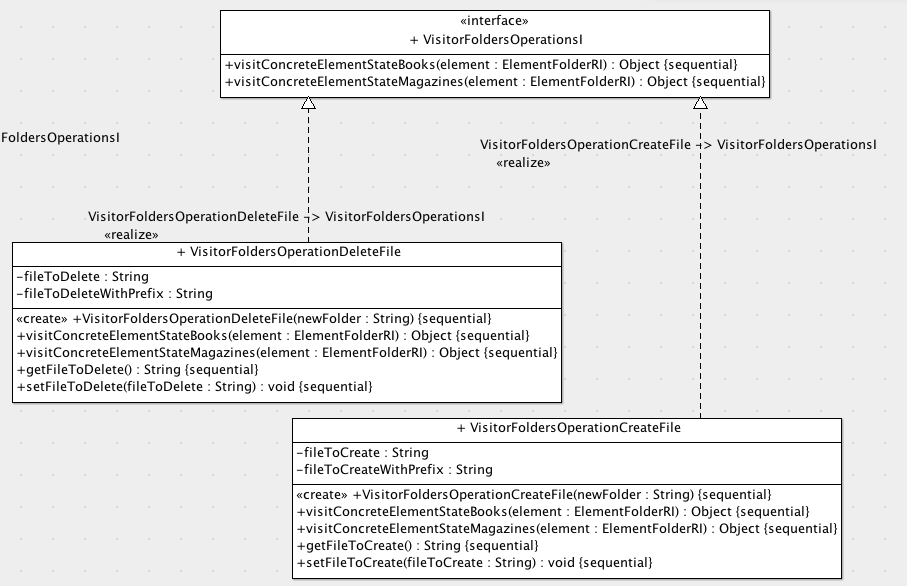 «interface»
+ VisitorFoldersOperationsI
+visitConcreteElementStateBooks(element : ElementFolderRI) : Object {sequential}
+visitConcreteElementStateMagazines(element : ElementFolderRI) : Object {sequential}
FoldersOperationsI
VisitorFoldersOperationCreateFile -> VisitorFoldersOperationsI
«realize»
VisitorFoldersOperationDeleteFile -> VisitorFoldersOperationsI
«realize»
+ VisitorFoldersOperationDeleteFile
-fileToDelete : String
-fileToDeleteWithPrefix : String
«create» +VisitorFoldersOperationDeleteFile(newFolder : String) {sequential}
+visitConcreteElementStateBooks(element : ElementFolderRI) : Object {sequential}
+visitConcreteElementStateMagazines(element : ElementFolderRI) : Object {sequential}
+getFileToDelete() : String {sequential}
+setFileToDelete(fileToDelete : String) : void {sequential}
+ VisitorFoldersOperationCreateFile
-fileToCreate : String
-fileToCreateWithPrefix : String
«create» +VisitorFoldersOperationCreateFile(newFolder : String) {sequential}
+visitConcreteElementStateBooks(element : ElementFolderRI) : Object {sequential}
+visitConcreteElementStateMagazines(element : ElementFolderRI) : Object {sequential}
+getFileToCreate() : String {sequential}
+setFileToCreate(fileToCreate : String) : void {sequential}